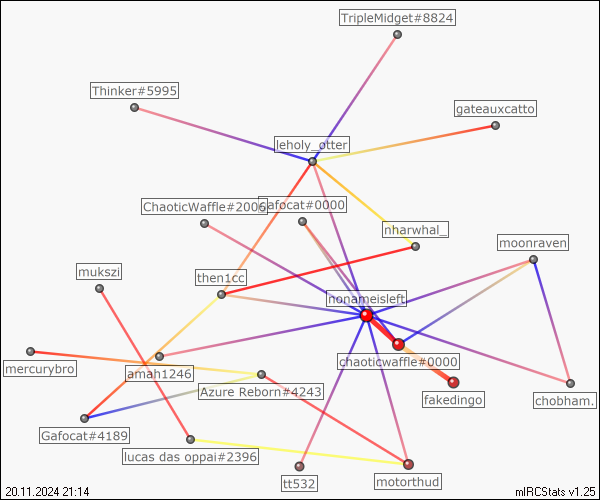 TripleMidget#8824
Thinker#5995
gateauxcatto
leholy_otter
ChaoticWaffle#2006
Gafocat#0000
nharwhal_
moonraven
mukszi
then1cc
nonameisleft
chaoticwaffle#0000
mercurybro
amah1246
Azure Reborn#4243
fakedingo
chobham.
Gafocat#4189
lucas das oppai#2396
tt532
motorthud
20.11.2024 21:14
mIRCStats v1.25